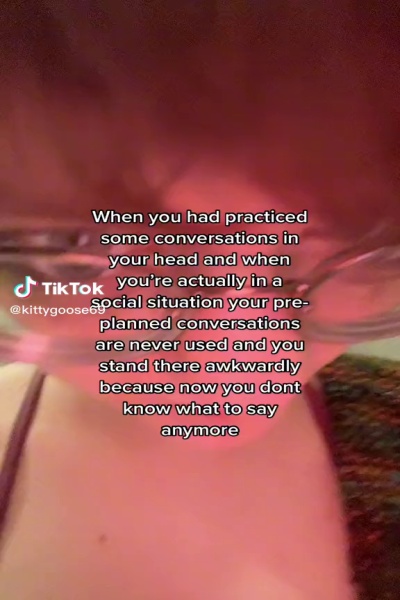 When you had practiced
some conversations in
your head and when
you're actually in a
social situation your pre-
planned conversations
are never used and you
stand there awkwardly
because now you dont
know what to say
anymore
TikTok
@kittygoose69